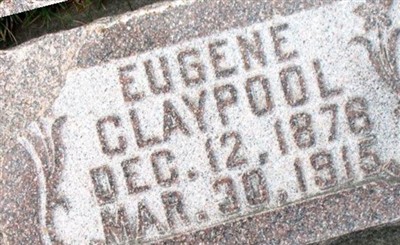 EUGENE
CLAYPOOL
DEC. 12, 1876
MAR. 30, 1915